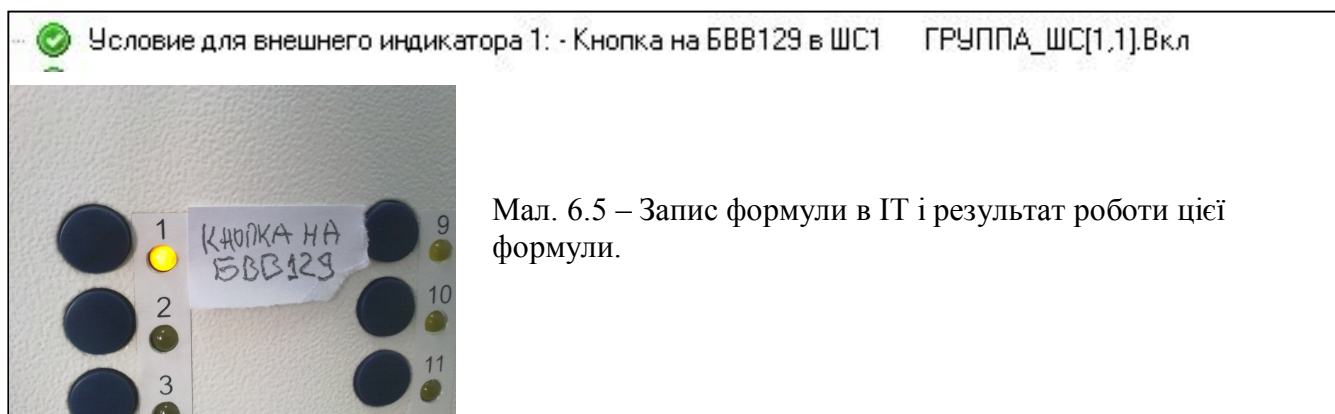 Условие для внешнего индикатора 1: - Кнопка на БВВ129 в ШС1 ГРУППА_ШС[1,1].Вкл
1
КНОПКА НА
БВВ129
9
2
10
3
11
Мал. 6.5 – Запис формули в ІТ і результат роботи цієї
формули.